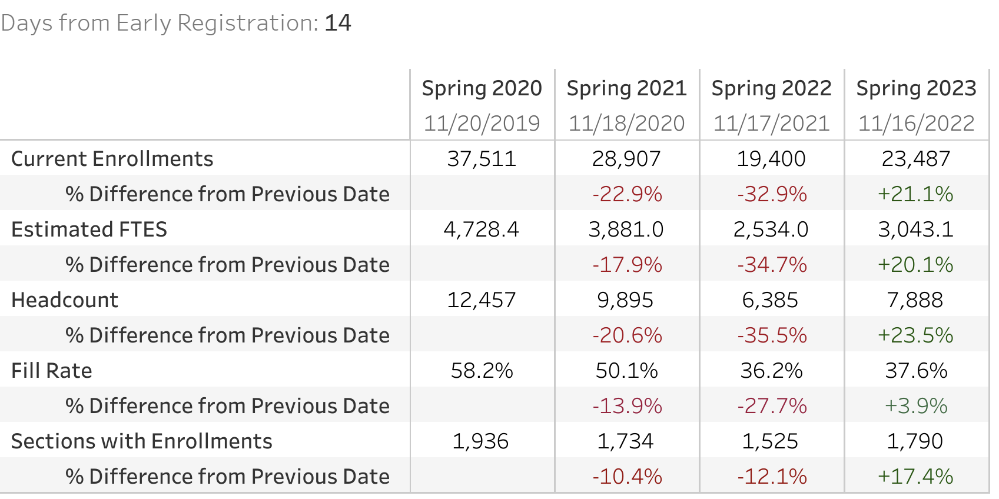 Days from Early Registration: 14
Spring 2020 Spring 2021 Spring 2022 Spring 2023
11/20/2019 11/18/2020 11/17/2021 11/16/2022
Current Enrollments 37,511 28,907 19,400 23,487
% Difference from Previous Date -22.9% -32.9% +21.1%
Estimated FTES 4,728.4 3,881.0 2,534.0 3,043.1
% Difference from Previous Date -17.9% -34.7% +20.1%
Headcount 12,457 9,895 6,385 7,888
% Difference from Previous Date -20.6% -35.5% +23.5%
Fill Rate 58.2% 50.1% 36.2% 37.6%
% Difference from Previous Date -13.9% -27.7% +3.9%
Sections with Enrollments 1,936 1,734 1,525 1,790
% Difference from Previous Date -10.4% -12.1% +17.4%